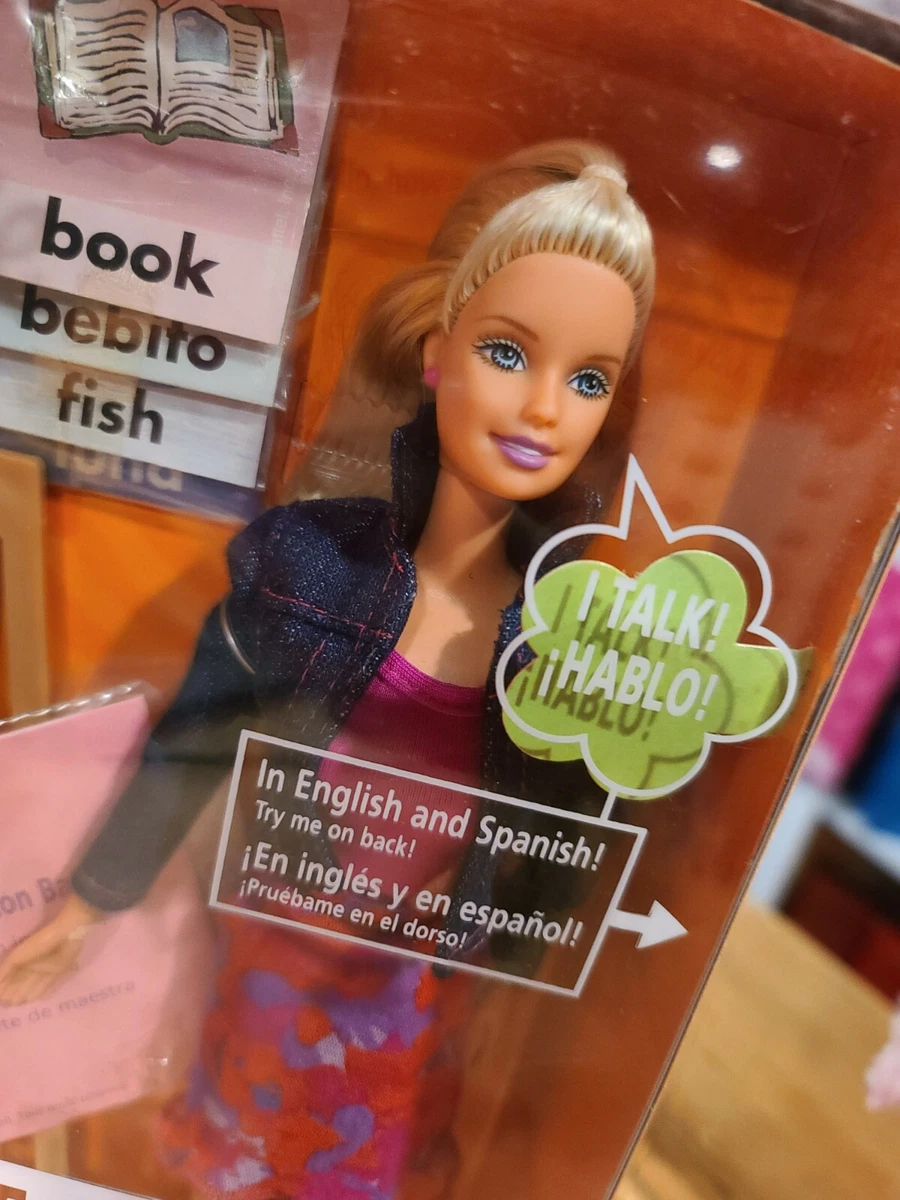 book
bebito
fish
I TALK!
¡HABLO!
In English and Spanish!
Try me on back!
¡En inglés y en español!
¡Pruébame en el dorso!
de maestra